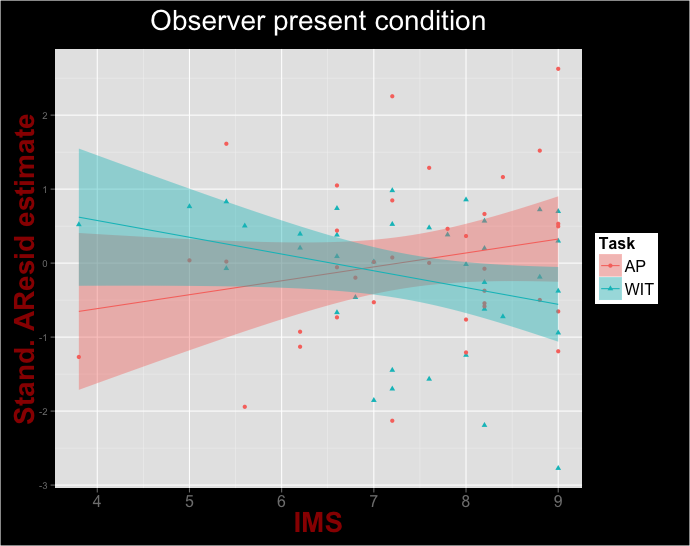 Observer present condition
Stand. AResid estimate
2
1
0
-1
-2
-3
4 5 6 7 8 9
IMS
Task
AP
WIT